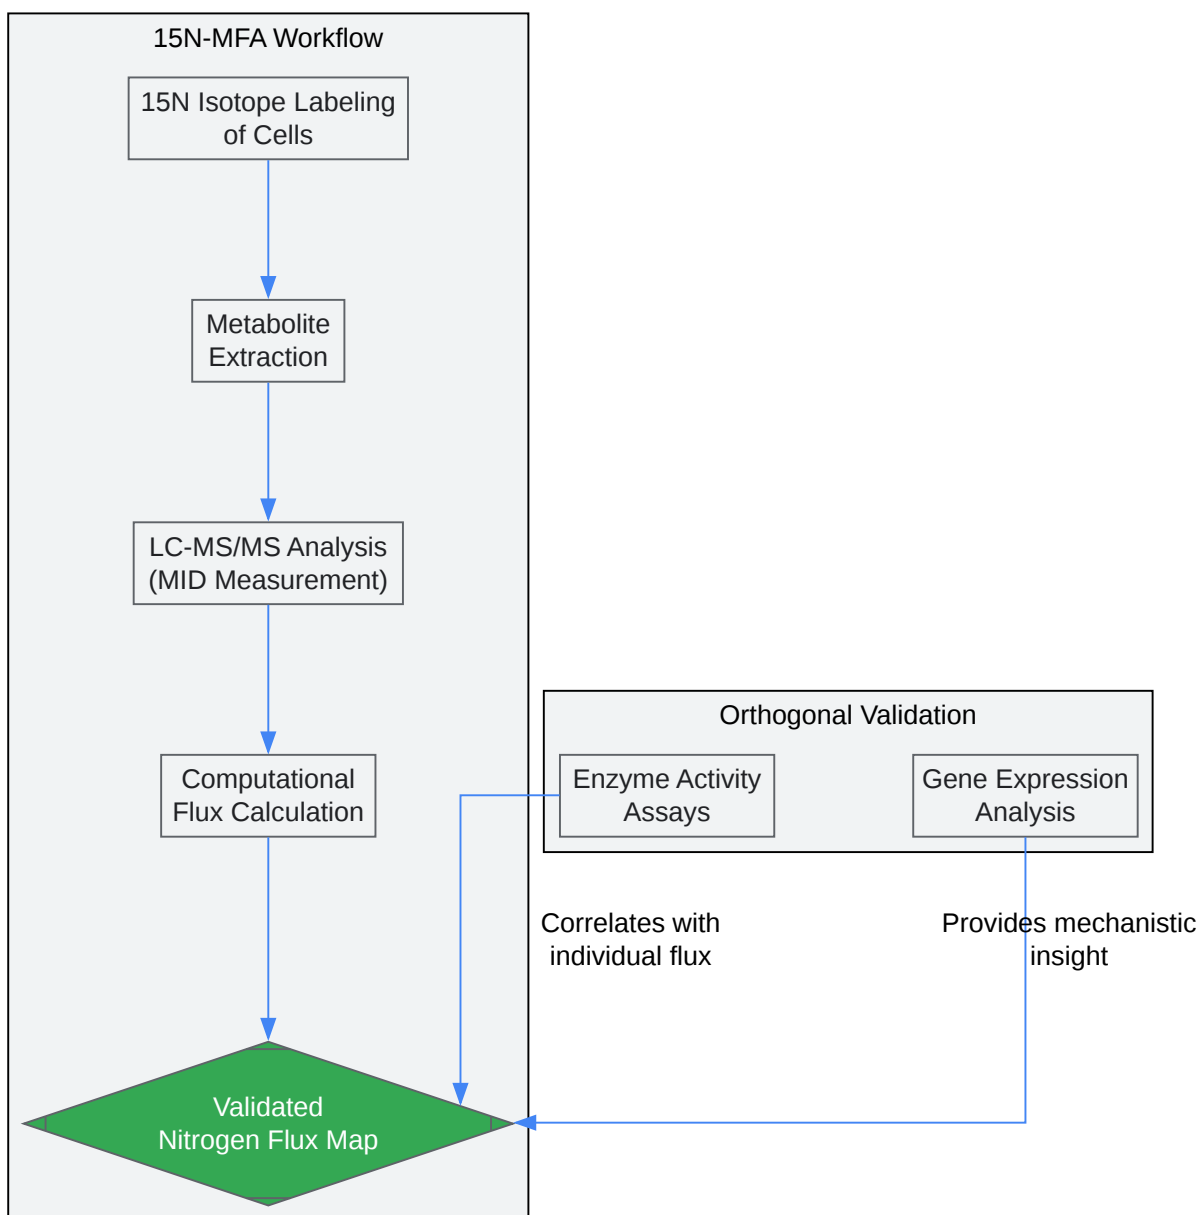 15N-MFA Workflow
15N Isotope Labeling
of Cells
Metabolite
Extraction
LC-MS/MS Analysis
(MID Measurement)
Computational
Flux Calculation
Orthogonal Validation
Enzyme Activity
Assays
Gene Expression
Analysis
Correlates with
individual flux
Provides mechanistic
insight
Validated
Nitrogen Flux Map